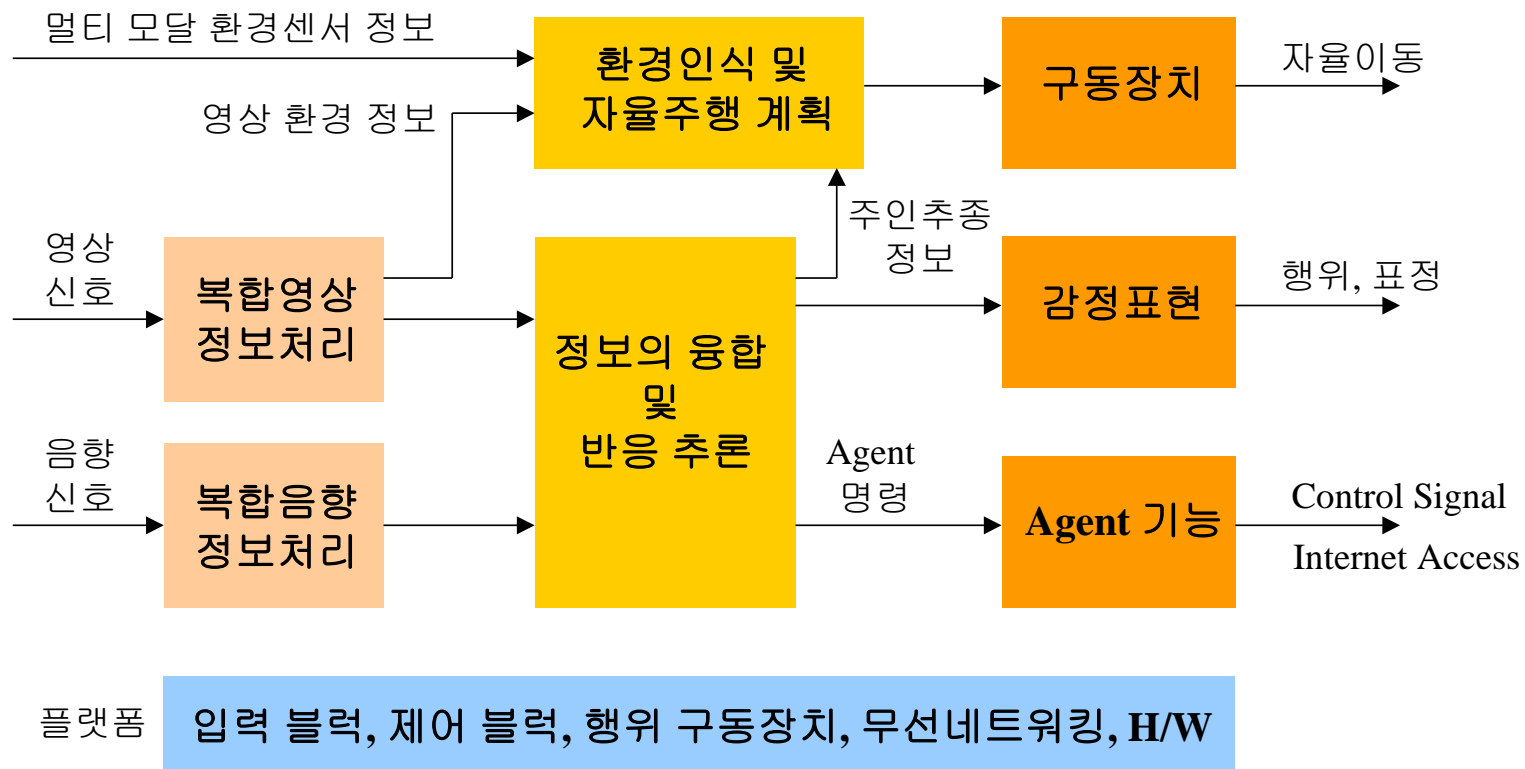 멀티 모달 환경센서 정보
환경인식 및
자율주행 계획
구동장치
자율이동
영상 환경 정보
주인추종
정보
영상
신호
복합영상
정보처리
정보의 융합
및
반응 추론
감정표현
행위, 표정
음향
신호
복합음향
정보처리
Agent
명령
Agent 기능
Control Signal
Internet Access
플랫폼
입력 블럭, 제어 블럭, 행위 구동장치, 무선네트워킹, H/W